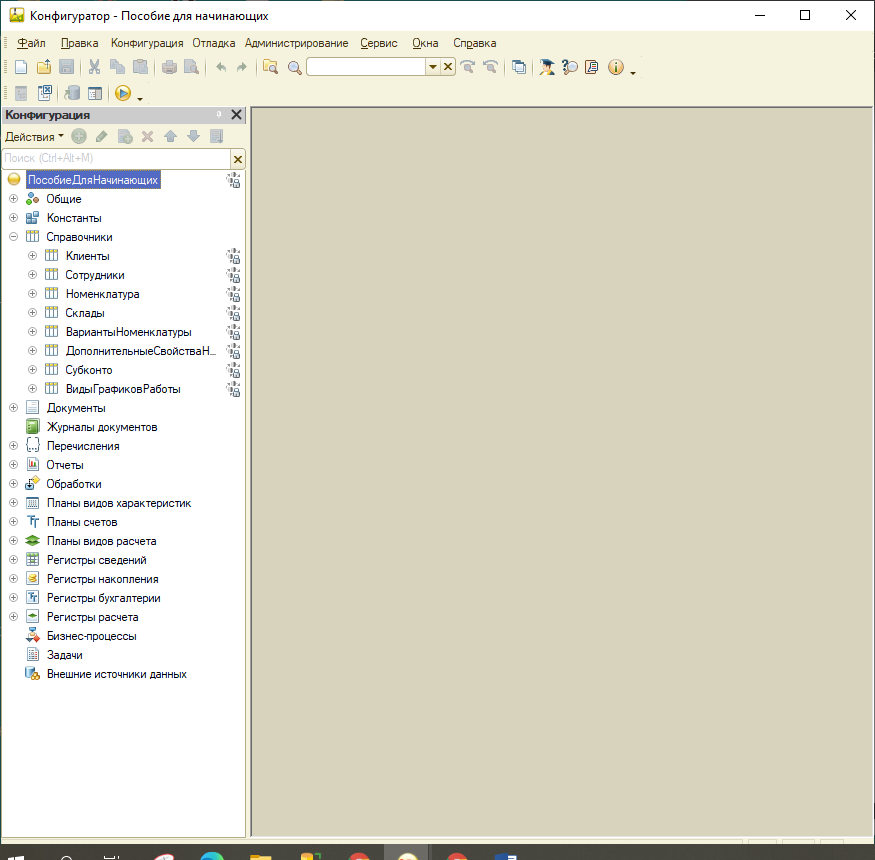 Конфигуратор - Пособие для начинающих
Файл Правка Конфигурация Отладка Администрирование Сервис Окна Справка
Конфигурация
Действия
Поиск (Ctrl+Alt+M)
ПособиеДляНачинающих
Общие
Константы
Справочники
Клиенты
Сотрудники
Номенклатура
Склады
ВариантыНоменклатуры
ДополнительныеСвойстваН...
Субконто
ВидыГрафиковРаботы
Документы
Журналы документов
Перечисления
Отчеты
Обработки
Планы видов характеристик
Планы счетов
Планы видов расчета
Регистры сведений
Регистры накопления
Регистры бухгалтерии
Регистры расчета
Бизнес-процессы
Задачи
Внешние источники данных